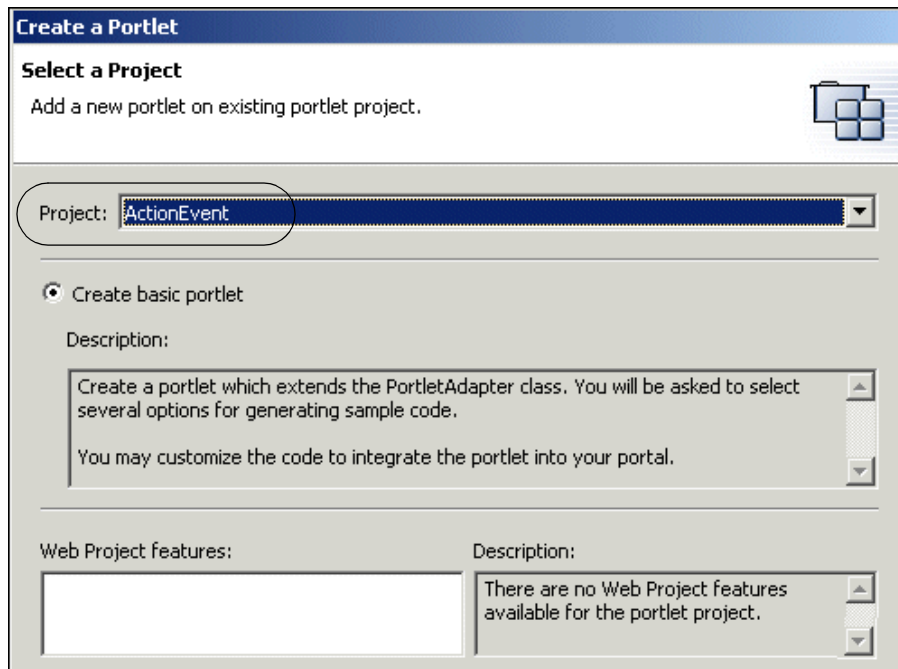 Create a Portlet
Select a Project
Add a new portlet on existing portlet project.
Project: ActionEvent
Create basic portlet
Description:
Create a portlet which extends the PortletAdapter class. You will be asked to select
several options for generating sample code.
You may customize the code to integrate the portlet into your portal.
Web Project features:
Description:
There are no Web Project features
available for the portlet project.